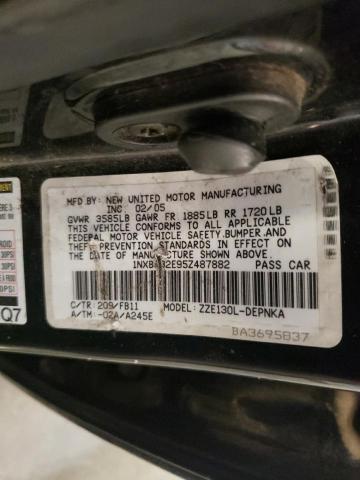 MFD.BY: NEW UNITED MOTOR MANUFACTURING
INC. 02/05
GVWR 3585LB GAWR FR 1885LB RR 1720LB
THIS VEHICLE CONFORMS TO ALL APPLICABLE
FEDERAL MOTOR VEHICLE SAFETY,BUMPER,AND
THEFT PREVENTION STANDARDS IN EFFECT ON
THE DATE OF MANUFACTURE SHOWN ABOVE.
PASS CAR
C/TR: 209/FB11 MODEL: ZZE130L-DEPNKA
A/TM: -02A/A245E
BA3695B37
Q7